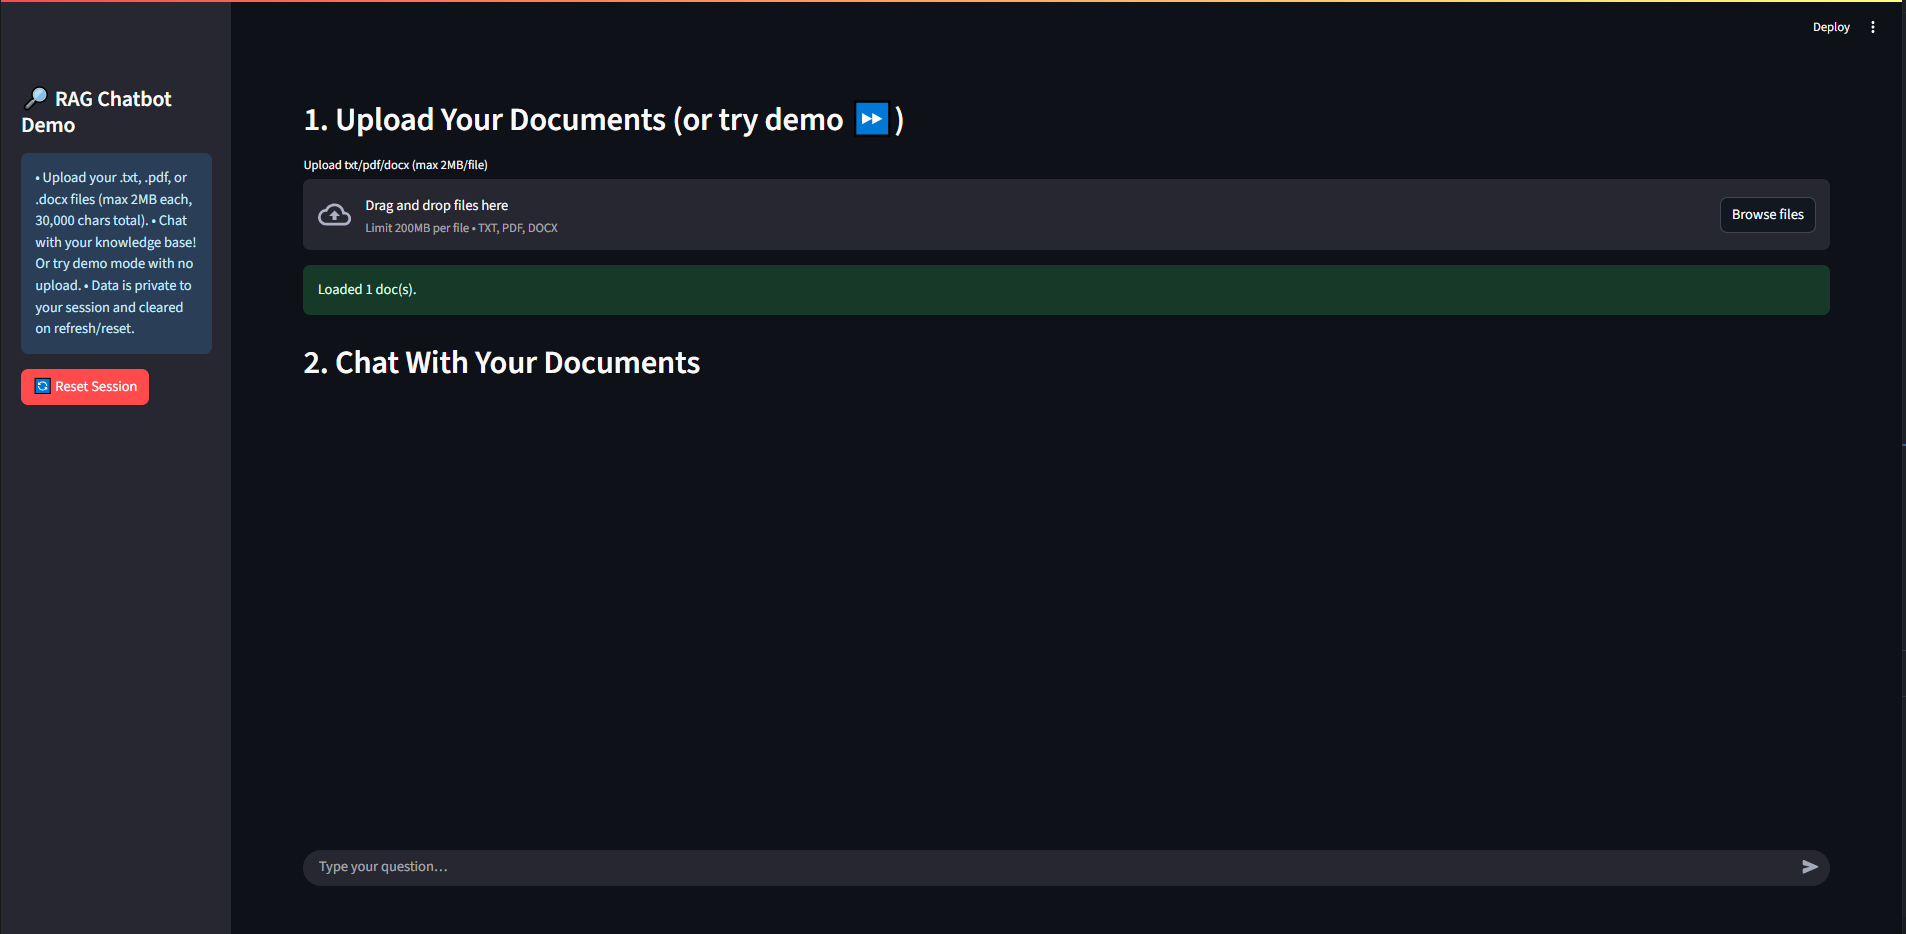 Deploy
🔎 RAG Chatbot
Demo
• Upload your .txt, .pdf, or
.docx files (max 2MB each,
30,000 chars total). • Chat
with your knowledge base!
Or try demo mode with no
upload. • Data is private to
your session and cleared
on refresh/reset.
🔄 Reset Session
1. Upload Your Documents (or try demo ⏩ )
Upload txt/pdf/docx (max 2MB/file)
Drag and drop files here
Limit 200MB per file • TXT, PDF, DOCX
Browse files
Loaded 1 doc(s).
2. Chat With Your Documents
Type your question…